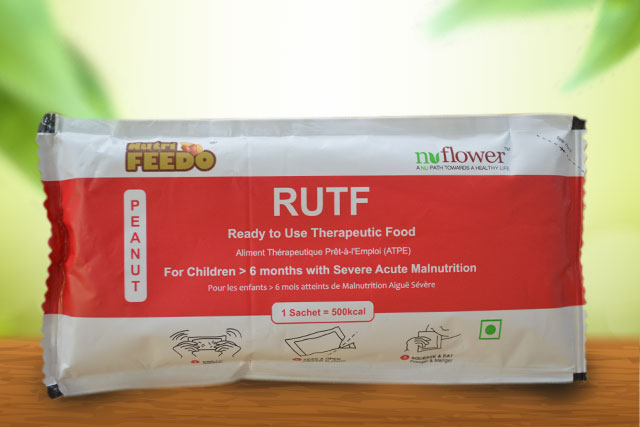 Nutri
FEEDO
nuflower™
A NU PATH TOWARDS A HEALTHY LIFE
PEANUT
RUTF
Ready to Use Therapeutic Food
Aliment Thérapeutique Prêt-à-l'Emploi (ATPE)
For Children > 6 months with Severe Acute Malnutrition
Pour les enfants > 6 mois atteints de Malnutrition Aiguë Sévère
1 Sachet = 500kcal